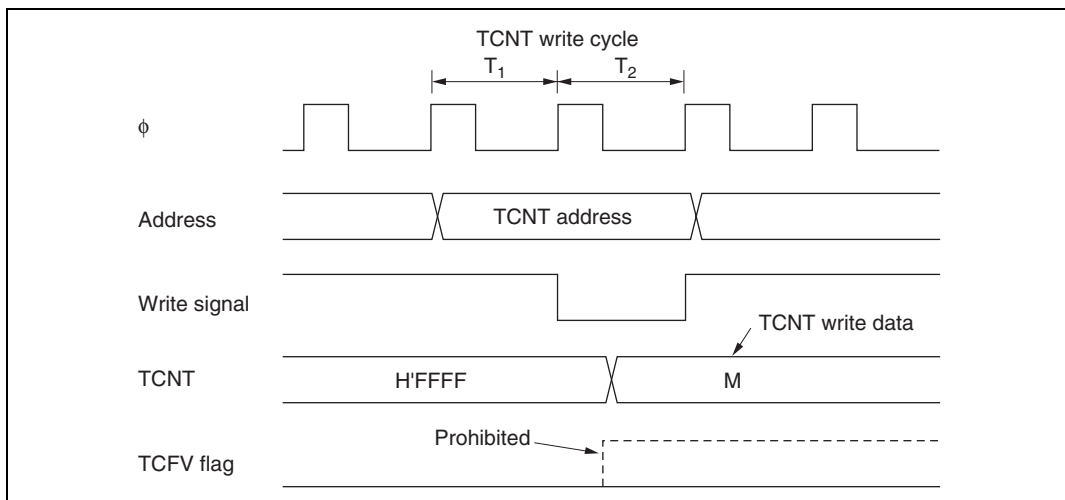 TCNT write cycle
T1 T2
ϕ
Address
TCNT address
Write signal
TCNT write data
TCNT
H'FFFF
M
Prohibited
TCFV flag